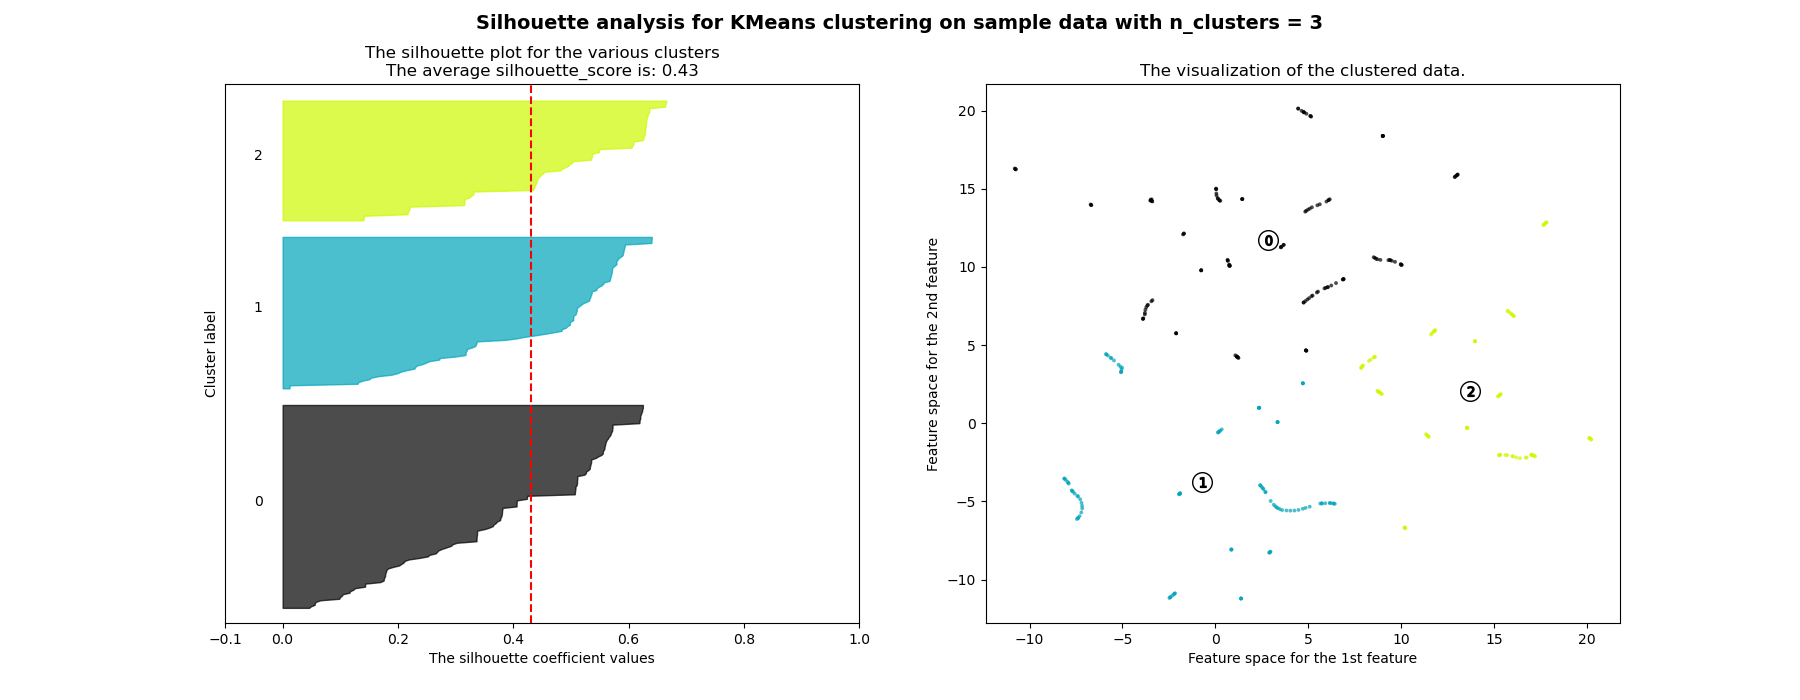 Silhouette analysis for KMeans clustering on sample data with n_clusters = 3
The silhouette plot for the various clusters
The average silhouette_score is: 0.43
Cluster label
2
1
0
−0.1 0.0 0.2 0.4 0.6 0.8 1.0
The silhouette coefficient values
The visualization of the clustered data.
Feature space for the 2nd feature
20
15
10
5
0
−5
−10
0
2
1
−10 −5 0 5 10 15 20
Feature space for the 1st feature